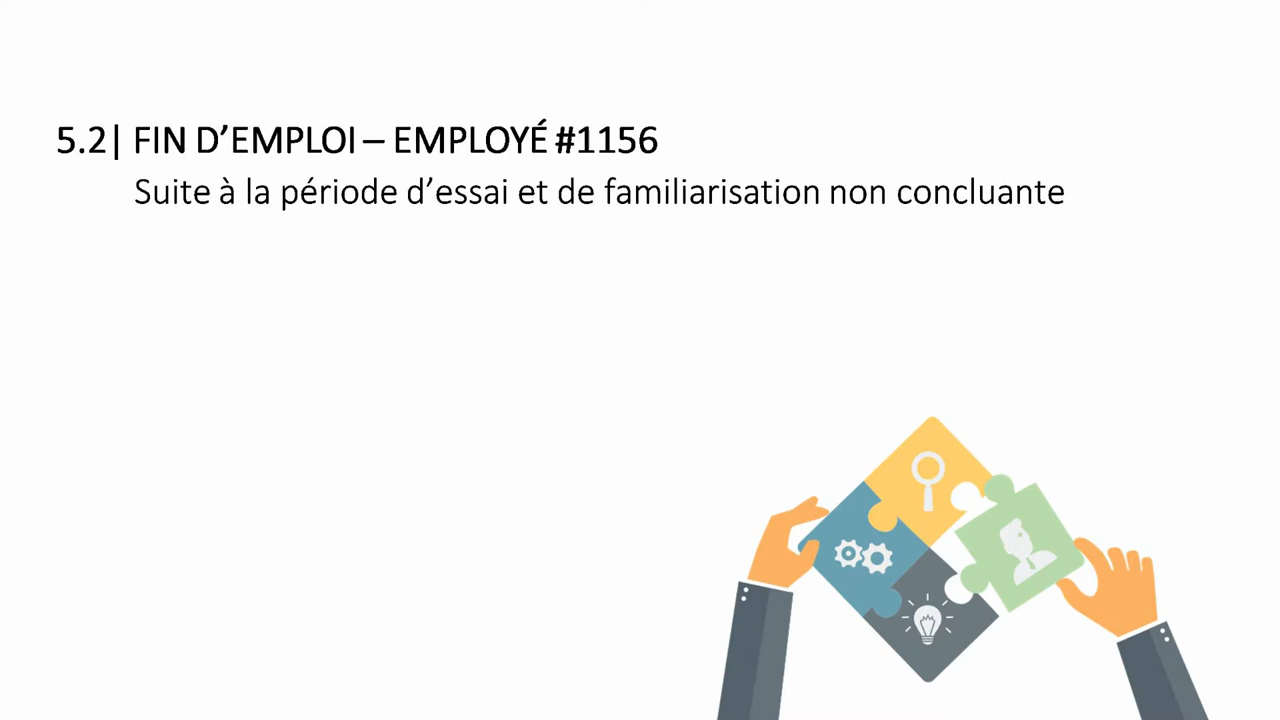 5.2| FIN D’EMPLOI – EMPLOYÉ #1156
Suite à la période d’essai et de familiarisation non concluante